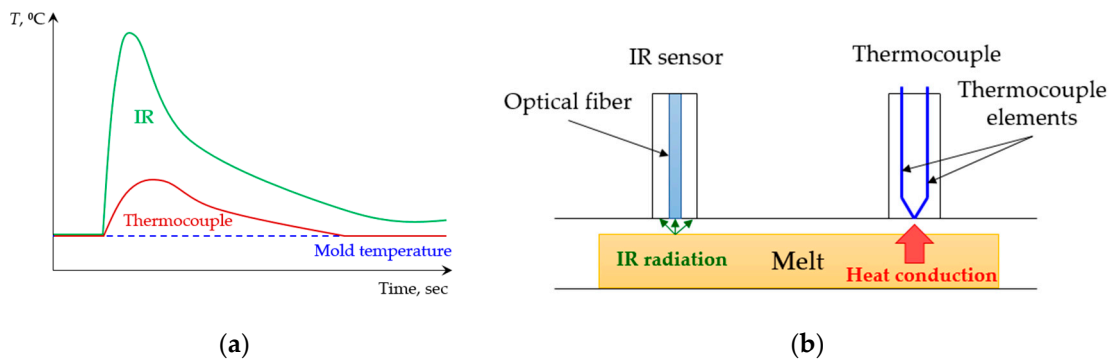 T, ⁰C
IR
Thermocouple
Mold temperature
Time, sec
(a)
IR sensor
Optical fiber
Thermocouple
Thermocouple
elements
IR radiation
Melt
Heat conduction
(b)